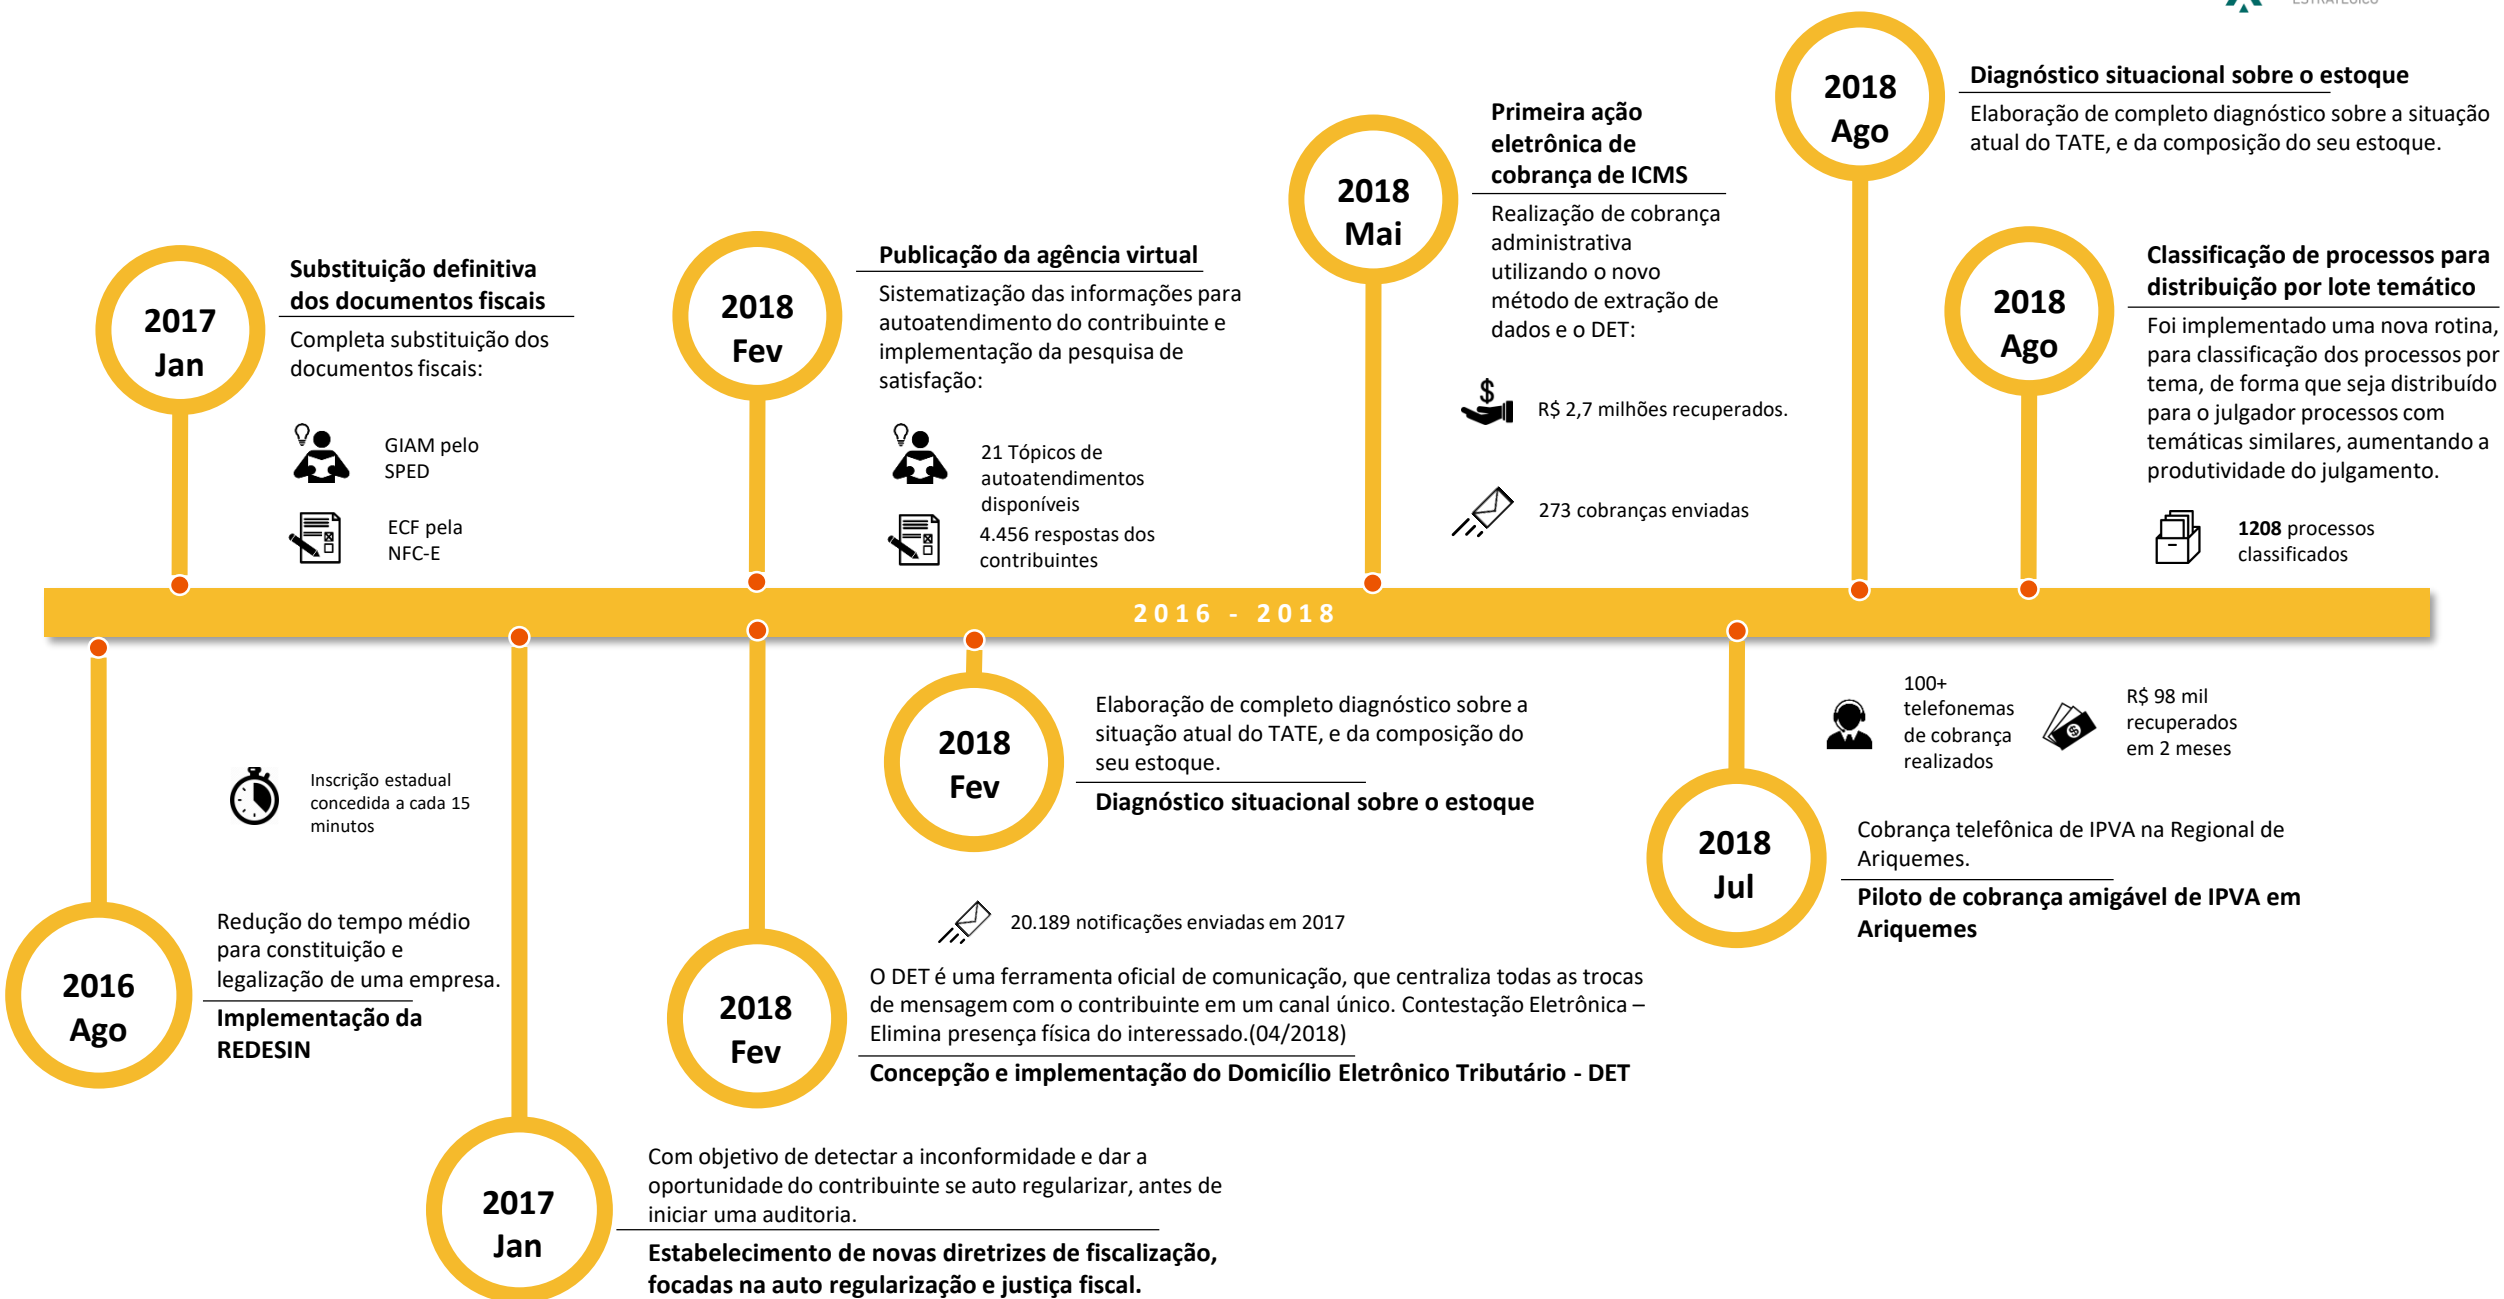 ESTRATÉGICO
2018
Ago
Diagnóstico situacional sobre o estoque
Elaboração de completo diagnóstico sobre a situação
atual do TATE, e da composição do seu estoque.
2018
Mai
Primeira ação
eletrônica de
cobrança de ICMS
Realização de cobrança
administrativa
utilizando o novo
método de extração de
dados e o DET:
R$ 2,7 milhões recuperados.
273 cobranças enviadas
2017
Jan
Substituição definitiva
dos documentos fiscais
Completa substituição dos
documentos fiscais:
GIAM pelo
SPED
ECF pela
NFC-E
2018
Fev
Publicação da agência virtual
Sistematização das informações para
autoatendimento do contribuinte e
implementação da pesquisa de
satisfação:
21 Tópicos de
autoatendimentos
disponíveis
4.456 respostas dos
contribuintes
2018
Ago
Classificação de processos para
distribuição por lote temático
Foi implementado uma nova rotina,
para classificação dos processos por
tema, de forma que seja distribuído
para o julgador processos com
temáticas similares, aumentando a
produtividade do julgamento.
1208 processos
classificados
2016 - 2018
Inscrição estadual
concedida a cada 15
minutos
2016
Ago
Redução do tempo médio
para constituição e
legalização de uma empresa.
Implementação da
REDESIN
2018
Fev
Elaboração de completo diagnóstico sobre a
situação atual do TATE, e da composição do
seu estoque.
Diagnóstico situacional sobre o estoque
100+
telefonemas
de cobrança
realizados
R$ 98 mil
recuperados
em 2 meses
2018
Jul
Cobrança telefônica de IPVA na Regional de
Ariquemes.
Piloto de cobrança amigável de IPVA em
Ariquemes
20.189 notificações enviadas em 2017
2018
Fev
O DET é uma ferramenta oficial de comunicação, que centraliza todas as trocas
de mensagem com o contribuinte em um canal único. Contestação Eletrônica –
Elimina presença física do interessado.(04/2018)
Concepção e implementação do Domicílio Eletrônico Tributário - DET
2017
Jan
Com objetivo de detectar a inconformidade e dar a
oportunidade do contribuinte se auto regularizar, antes de
iniciar uma auditoria.
Estabelecimento de novas diretrizes de fiscalização,
focadas na auto regularização e justiça fiscal.